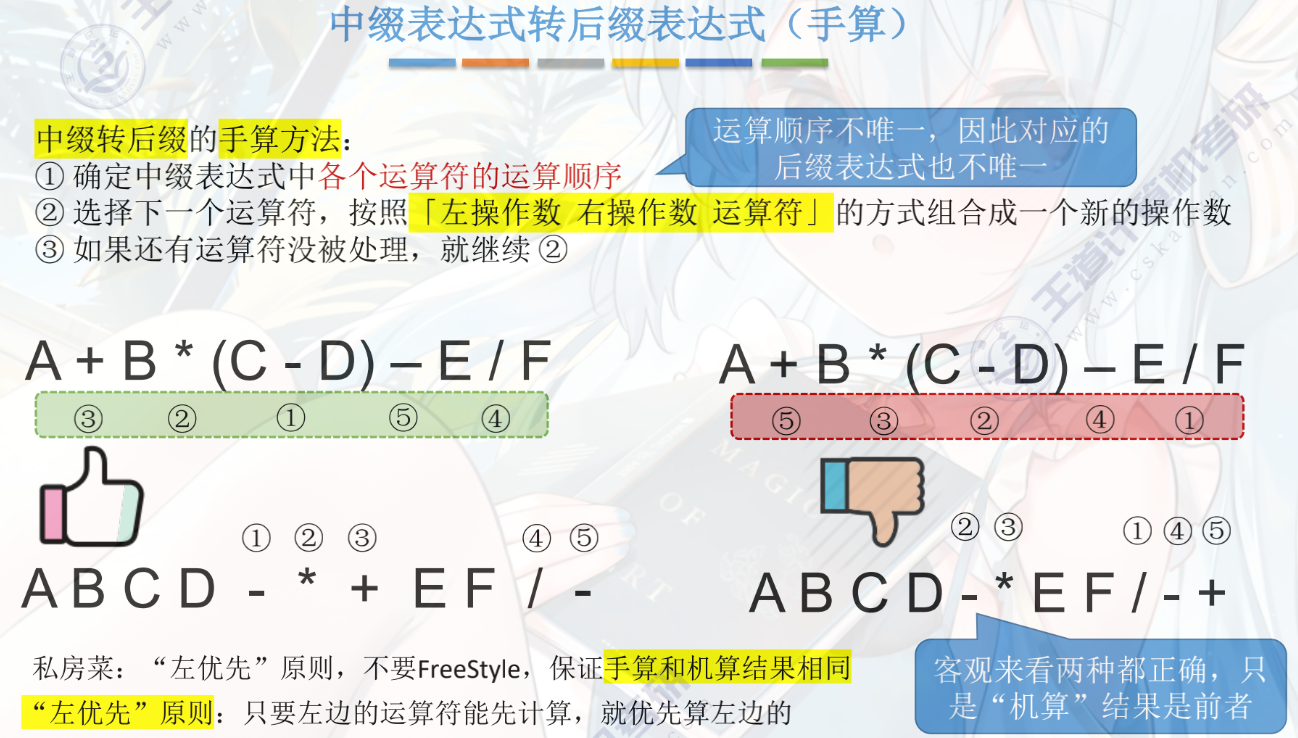 中缀表达式转后缀表达式（手算）
中缀转后缀的手算方法：
① 确定中缀表达式中各个运算符的运算顺序
② 选择下一个运算符，按照「左操作数 右操作数 运算符」的方式组合成一个新的操作数
③ 如果还有运算符没被处理，就继续 ②
运算顺序不唯一，因此对应的
后缀表达式也不唯一
A + B * (C - D) – E / F
③ ② ① ⑤ ④
① ② ③ ④ ⑤
A B C D - * + E F / -
A + B * (C - D) – E / F
⑤ ③ ② ④ ①
② ③ ① ④ ⑤
A B C D - * E F / - +
私房菜：“左优先”原则，不要FreeStyle，保证手算和机算结果相同
“左优先”原则：只要左边的运算符能先计算，就优先算左边的
客观来看两种都正确，只
是“机算”结果是前者
王道计算机考研
www.cskaoyan.com
MAGIC
OF